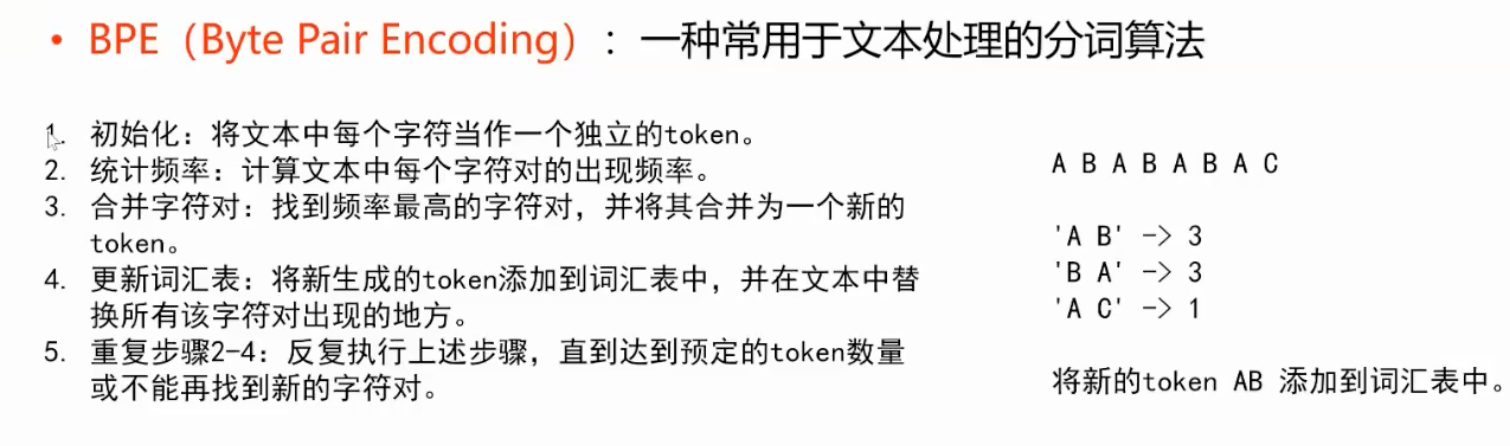 • BPE（Byte Pair Encoding）：一种常用于文本处理的分词算法
1. 初始化：将文本中每个字符当作一个独立的token。
2. 统计频率：计算文本中每个字符对的出现频率。
3. 合并字符对：找到频率最高的字符对，并将其合并为一个新的
token。
4. 更新词汇表：将新生成的token添加到词汇表中，并在文本中替
换所有该字符对出现的地方。
5. 重复步骤2-4：反复执行上述步骤，直到达到预定的token数量
或不能再找到新的字符对。
A B A B A B A C
'A B' -> 3
'B A' -> 3
'A C' -> 1
将新的token AB 添加到词汇表中。